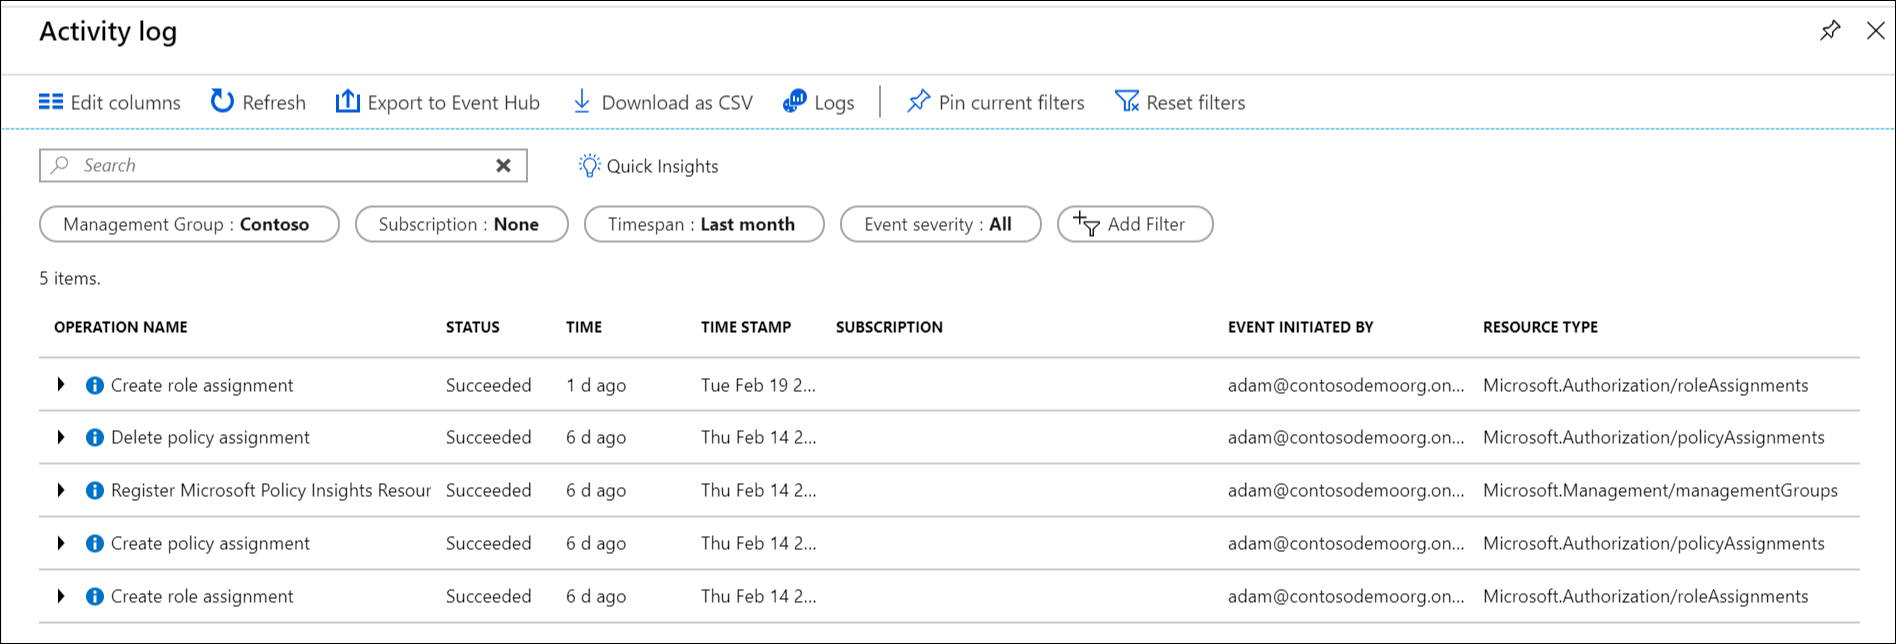 Activity log
Edit columns Refresh Export to Event Hub Download as CSV Logs Pin current filters Reset filters
Search Quick Insights
Management Group : Contoso Subscription : None Timespan : Last month Event severity : All Add Filter
5 items.
OPERATION NAME STATUS TIME TIME STAMP SUBSCRIPTION EVENT INITIATED BY RESOURCE TYPE
Create role assignment Succeeded 1 d ago Tue Feb 19 2... adam@contosodemoorg.on... Microsoft.Authorization/roleAssignments
Delete policy assignment Succeeded 6 d ago Thu Feb 14 2... adam@contosodemoorg.on... Microsoft.Authorization/policyAssignments
Register Microsoft Policy Insights Resour Succeeded 6 d ago Thu Feb 14 2... adam@contosodemoorg.on... Microsoft.Management/managementGroups
Create policy assignment Succeeded 6 d ago Thu Feb 14 2... adam@contosodemoorg.on... Microsoft.Authorization/policyAssignments
Create role assignment Succeeded 6 d ago Thu Feb 14 2... adam@contosodemoorg.on... Microsoft.Authorization/roleAssignments